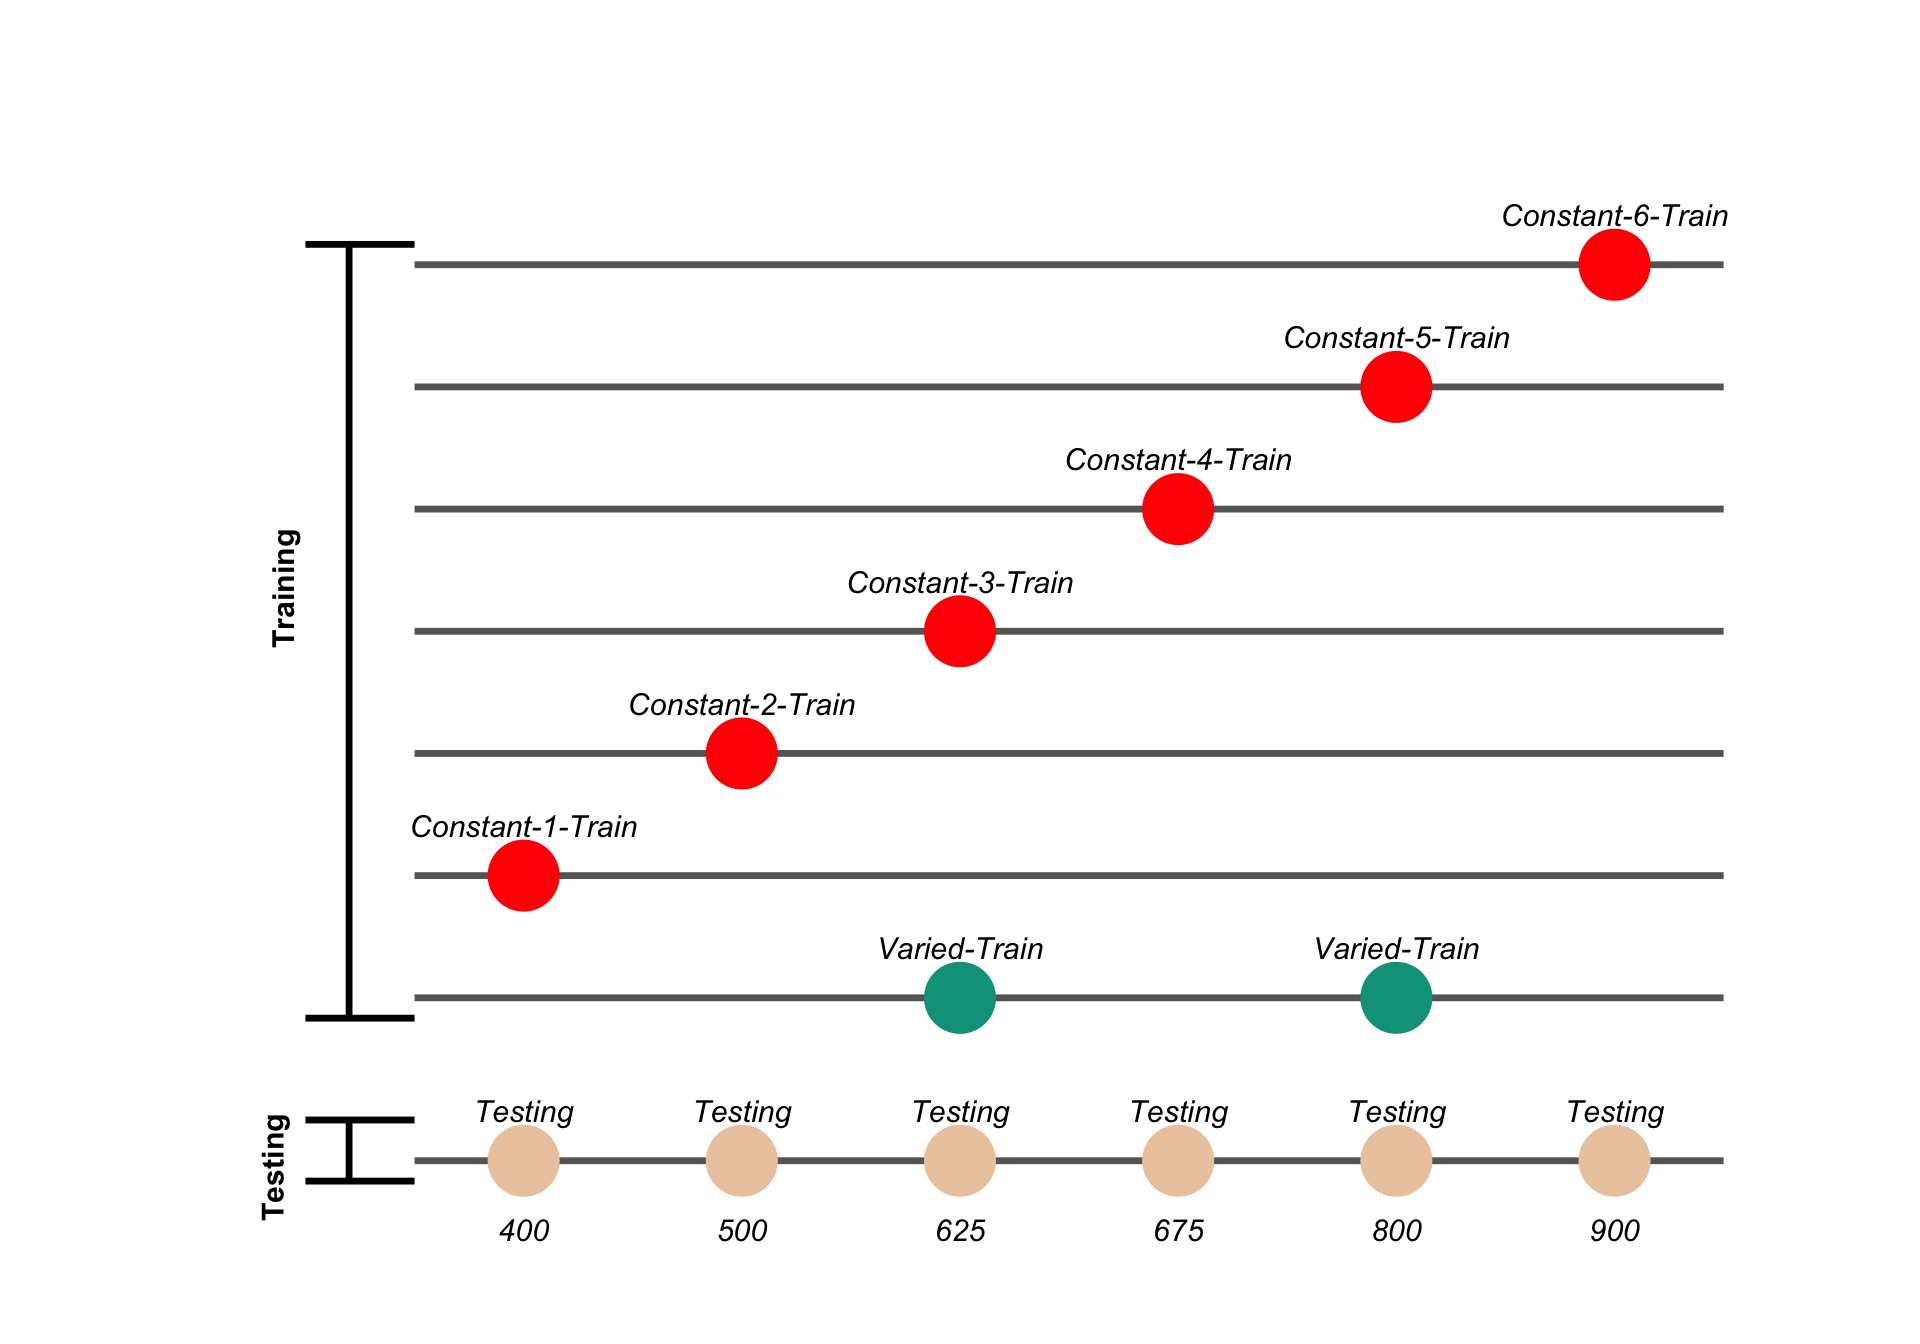 Constant-6-Train
Constant-5-Train
Constant-4-Train
Training
Constant-3-Train
Constant-2-Train
Constant-1-Train
Varied-Train Varied-Train
Testing
Testing Testing Testing Testing Testing Testing
400 500 625 675 800 900